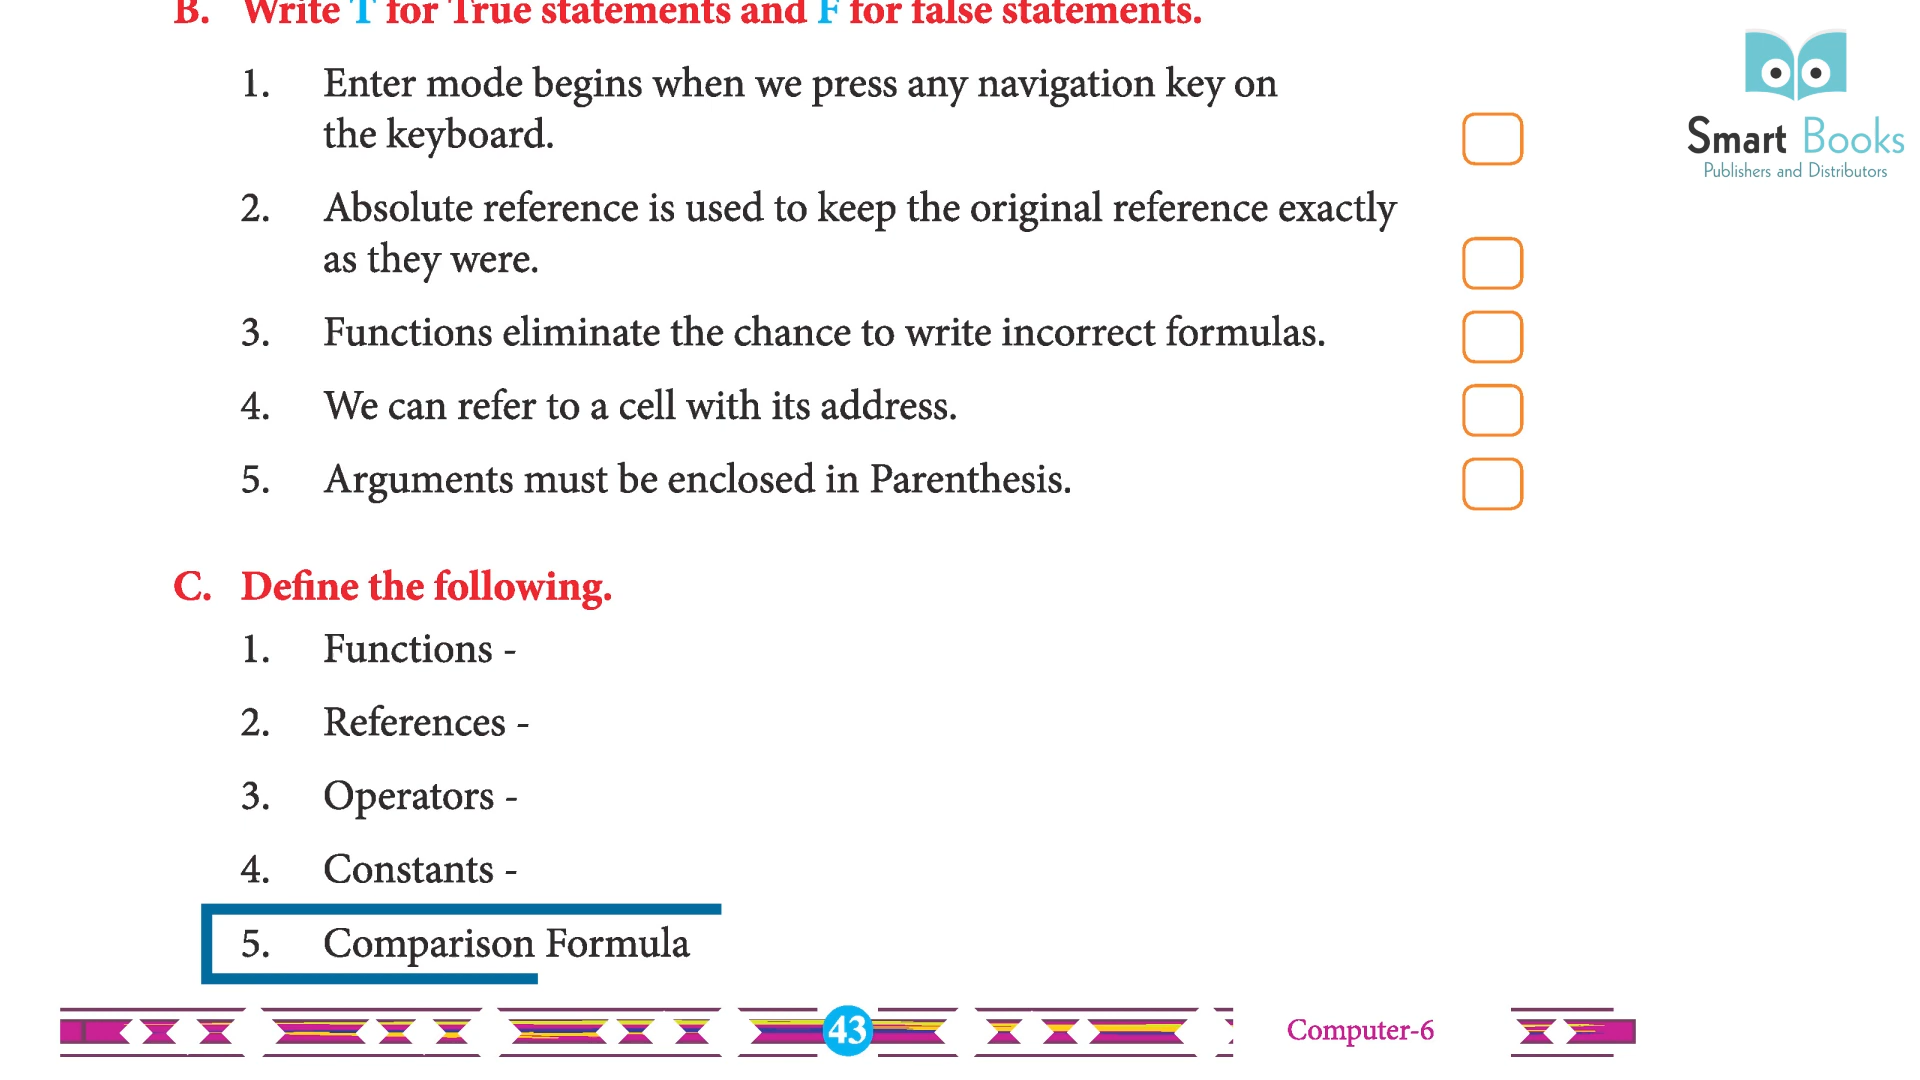 B. Write T for True statements and F for false statements.
1. Enter mode begins when we press any navigation key on
the keyboard.
2. Absolute reference is used to keep the original reference exactly
as they were.
3. Functions eliminate the chance to write incorrect formulas.
4. We can refer to a cell with its address.
5. Arguments must be enclosed in Parenthesis.
C. Define the following.
1. Functions -
2. References -
3. Operators -
4. Constants -
5. Comparison Formula
43
Computer-6
Smart Books
Publishers and Distributors